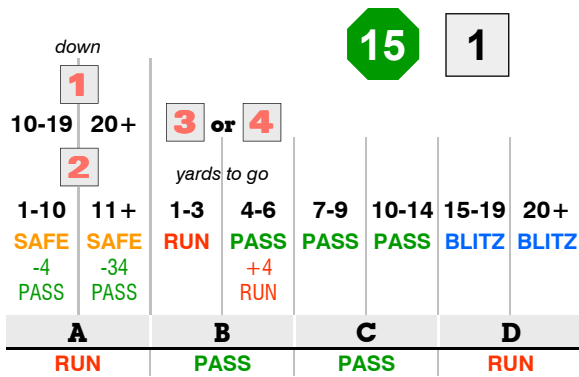 15 1
down
1
10-19 20+ 3 or 4
2 yards to go
1-10 11+ 1-3 4-6 7-9 10-14 15-19 20+
SAFE SAFE RUN PASS PASS PASS BLITZ BLITZ
-4 -34 +4
PASS PASS RUN
A B C D
RUN PASS PASS RUN